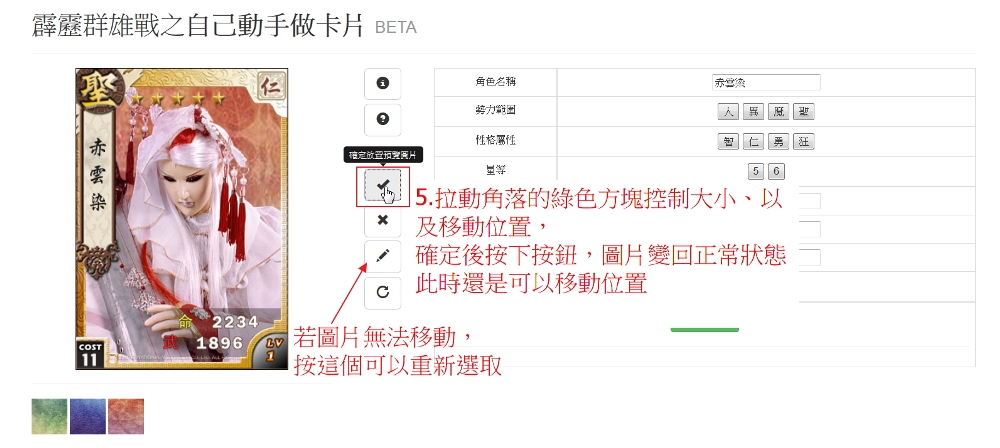 霹靂群雄戰之自己動手做卡片 BETA
聖
仁
赤雲染
命 2234
武 1896
COST 11
LV 1
確定放置預覽圖片
角色名稱 赤雲染
勢力範圍 人 異 魔 聖
性格屬性 智 仁 勇 狂
星等 5 6
5.拉動角落的綠色方塊控制大小、以
及移動位置，
確定後按下按鈕，圖片變回正常狀態
此時還是可以移動位置
若圖片無法移動，
按這個可以重新選取